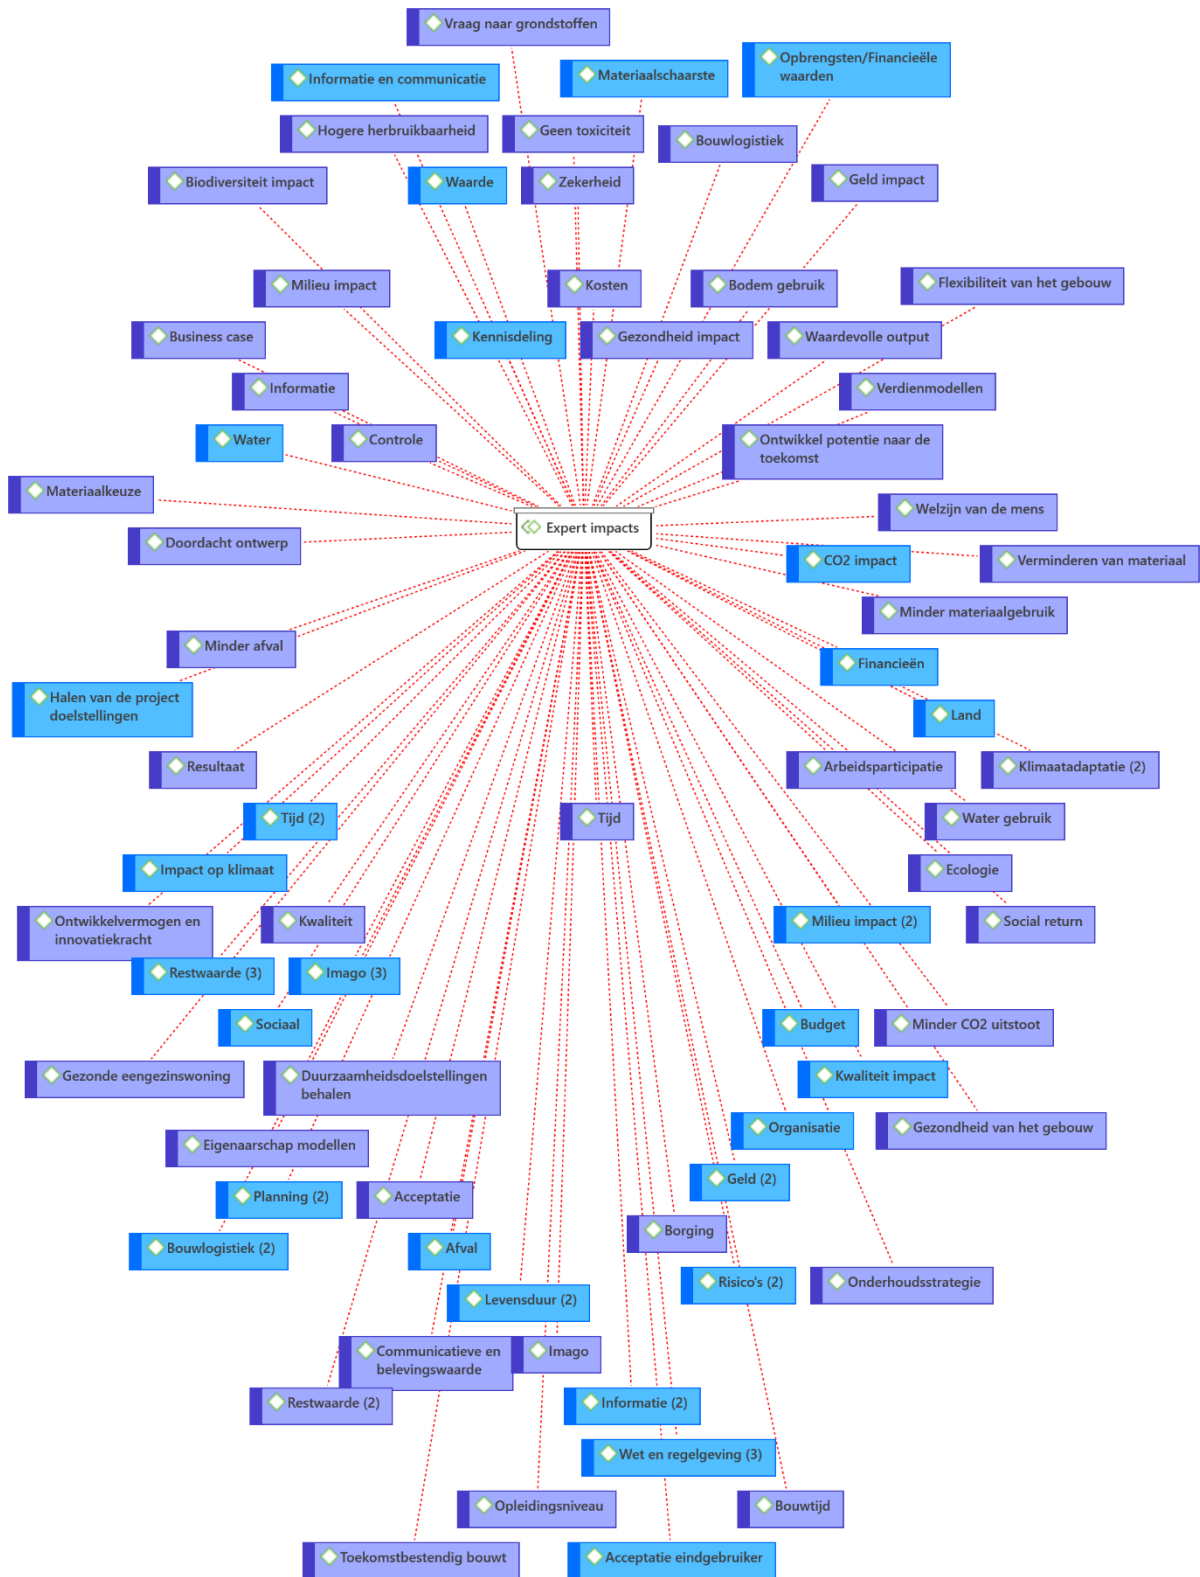 Vraag naar grondstoffen
Informatie en communicatie
Materiaalschaarste
Opbrengsten/Financieële
waarden
Hogere herbruikbaarheid
Geen toxiciteit
Bouwlogistiek
Biodiversiteit impact
Waarde
Zekerheid
Geld impact
Milieu impact
Kosten
Bodem gebruik
Flexibiliteit van het gebouw
Business case
Kennisdeling
Gezondheid impact
Waardevolle output
Informatie
Verdienmodellen
Water
Controle
Ontwikkel potentie naar de
toekomst
Materiaalkeuze
Welzijn van de mens
Expert impacts
Doordacht ontwerp
CO2 impact
Verminderen van materiaal
Minder materiaalgebruik
Minder afval
Financieën
Halen van de project
doelstellingen
Land
Resultaat
Arbeidsparticipatie
Klimaatadaptatie (2)
Tijd (2)
Tijd
Water gebruik
Impact op klimaat
Ecologie
Ontwikkelvermogen en
innovatiekracht
Kwaliteit
Milieu impact (2)
Social return
Restwaarde (3)
Imago (3)
Sociaal
Budget
Minder CO2 uitstoot
Gezonde eengezinswoning
Duurzaamheidsdoelstellingen
behalen
Kwaliteit impact
Eigenaarschap modellen
Organisatie
Gezondheid van het gebouw
Planning (2)
Acceptatie
Geld (2)
Bouwlogistiek (2)
Afval
Borging
Levensduur (2)
Risico's (2)
Onderhoudsstrategie
Communicatieve en
belevingswaarde
Imago
Restwaarde (2)
Informatie (2)
Wet en regelgeving (3)
Opleidingsniveau
Bouwtijd
Toekomstbestendig bouwt
Acceptatie eindgebruiker